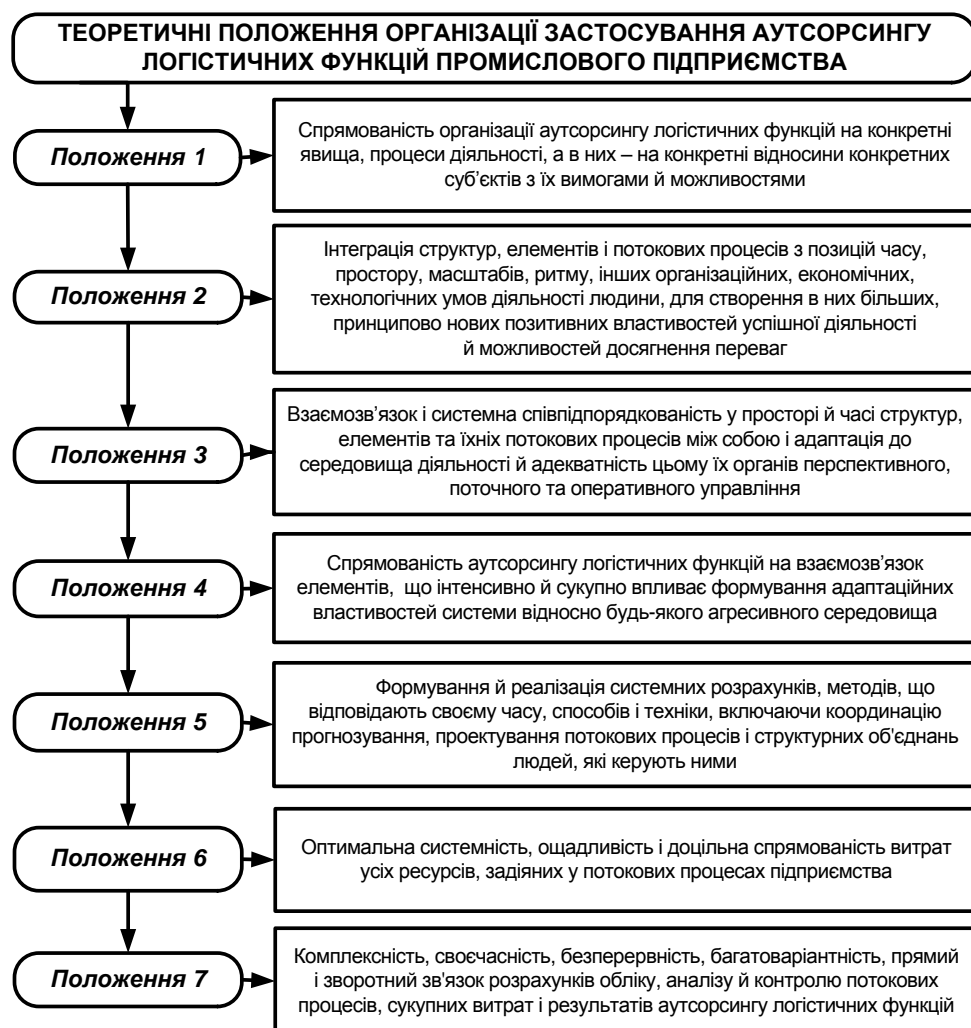 ТЕОРЕТИЧНІ ПОЛОЖЕННЯ ОРГАНІЗАЦІЇ ЗАСТОСУВАННЯ АУТСОРСИНГУ
ЛОГІСТИЧНИХ ФУНКЦІЙ ПРОМИСЛОВОГО ПІДПРИЄМСТВА
Положення 1
Спрямованість організації аутсорсингу логістичних функцій на конкретні
явища, процеси діяльності, а в них – на конкретні відносини конкретних
суб’єктів з їх вимогами й можливостями
Положення 2
Інтеграція структур, елементів і потокових процесів з позицій часу,
простору, масштабів, ритму, інших організаційних, економічних,
технологічних умов діяльності людини, для створення в них більших,
принципово нових позитивних властивостей успішної діяльності
й можливостей досягнення переваг
Положення 3
Взаємозв’язок і системна співпідпорядкованість у просторі й часі структур,
елементів та їхніх потокових процесів між собою і адаптація до
середовища діяльності й адекватність цьому їх органів перспективного,
поточного та оперативного управління
Положення 4
Спрямованість аутсорсингу логістичних функцій на взаємозв’язок
елементів, що інтенсивно й сукупно впливає формування адаптаційних
властивостей системи відносно будь-якого агресивного середовища
Положення 5
Формування й реалізація системних розрахунків, методів, що
відповідають своєму часу, способів і техніки, включаючи координацію
прогнозування, проектування потокових процесів і структурних об'єднань
людей, які керують ними
Положення 6
Оптимальна системність, ощадливість і доцільна спрямованість витрат
усіх ресурсів, задіяних у потокових процесах підприємства
Положення 7
Комплексність, своєчасність, безперервність, багатоваріантність, прямий
і зворотний зв'язок розрахунків обліку, аналізу й контролю потокових
процесів, сукупних витрат і результатів аутсорсингу логістичних функцій